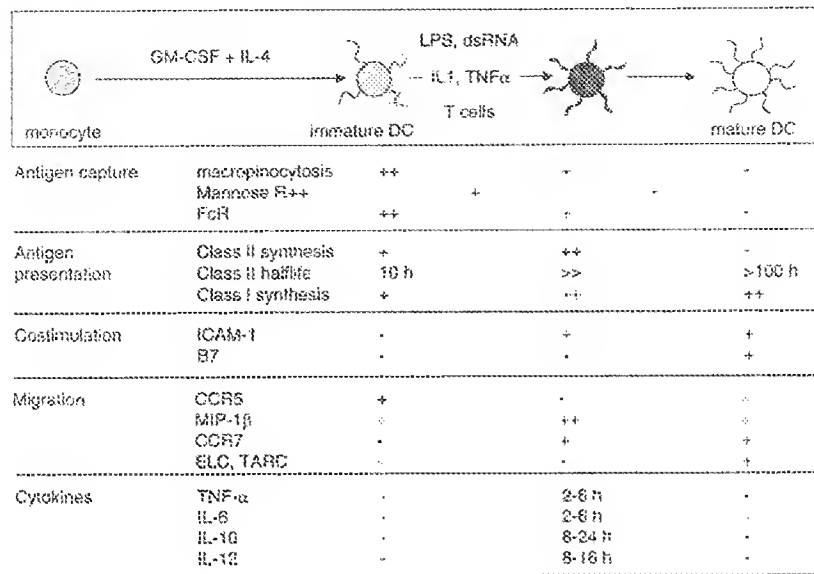 GM-CSF + IL-4
LPS, dsRNA
IL1, TNFα
T cells
monocyte
immature DC
mature DC
Antigen capture macropinocytosis ++
Mannose R++ + -
FcR ++ -
Antigen presentation Class II synthesis + ++ -
Class II halflife 10 h >> >100 h
Class I synthesis + ++ ++
Costimulation ICAM-1 - + +
B7 - - +
Migration CCR5 + -
MIP-1β ++
CCR7 - + +
ELC, TARC - - +
Cytokines TNF-α - 2-6 h -
IL-6 - 2-6 h -
IL-10 - 8-24 h -
IL-12 - 8-16 h -